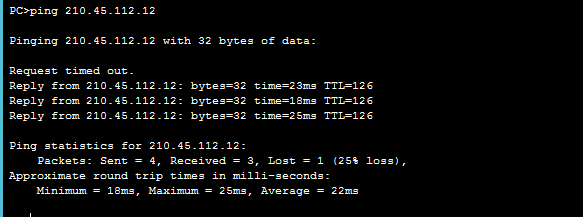 PC>ping 210.45.112.12
Pinging 210.45.112.12 with 32 bytes of data:
Request timed out.
Reply from 210.45.112.12: bytes=32 time=23ms TTL=126
Reply from 210.45.112.12: bytes=32 time=18ms TTL=126
Reply from 210.45.112.12: bytes=32 time=25ms TTL=126
Ping statistics for 210.45.112.12:
Packets: Sent = 4, Received = 3, Lost = 1 (25% loss),
Approximate round trip times in milli-seconds:
Minimum = 18ms, Maximum = 25ms, Average = 22ms